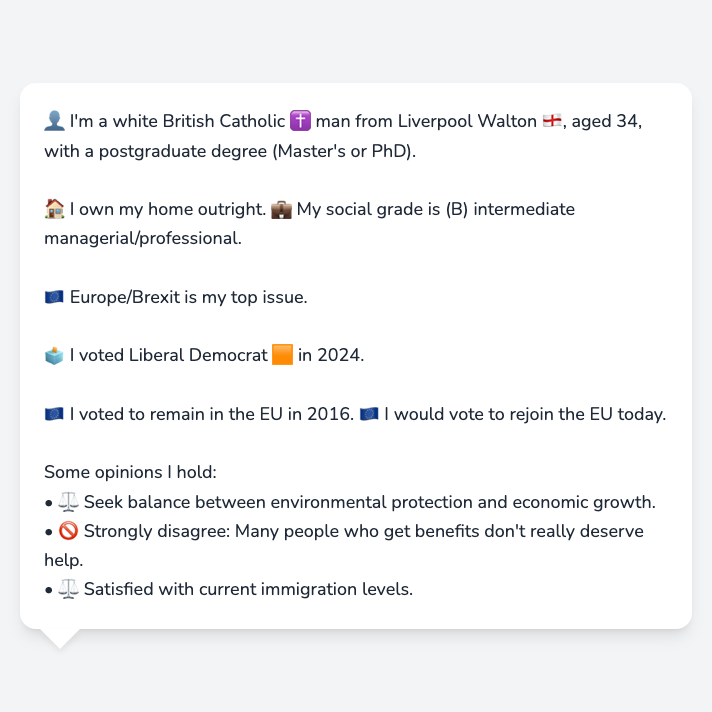 👤 I'm a white British Catholic ✝️ man from Liverpool Walton 🏴󠁧󠁢󠁥󠁮󠁧󠁿, aged 34,
with a postgraduate degree (Master's or PhD).
🏠 I own my home outright. 💼 My social grade is (B) intermediate
managerial/professional.
🇪🇺 Europe/Brexit is my top issue.
🗳️ I voted Liberal Democrat 🟧 in 2024.
🇪🇺 I voted to remain in the EU in 2016. 🇪🇺 I would vote to rejoin the EU today.
Some opinions I hold:
• ⚖️ Seek balance between environmental protection and economic growth.
• 🚫 Strongly disagree: Many people who get benefits don't really deserve
help.
• ⚖️ Satisfied with current immigration levels.